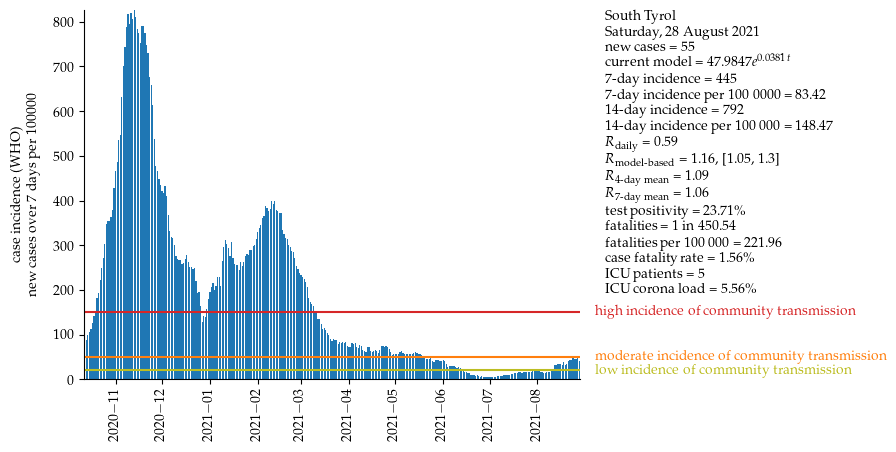 South Tyrol
Saturday, 28 August 2021
new cases = 55
current model = 47.9847e^{0.0381 t}
7-day incidence = 445
7-day incidence per 100 0000 = 83.42
14-day incidence = 792
14-day incidence per 100 000 = 148.47
R_daily = 0.59
R_model-based = 1.16, [1.05, 1.3]
R_4-day mean = 1.09
R_7-day mean = 1.06
test positivity = 23.71%
fatalities = 1 in 450.54
fatalities per 100 000 = 221.96
case fatality rate = 1.56%
ICU patients = 5
ICU corona load = 5.56%
high incidence of community transmission
moderate incidence of community transmission
low incidence of community transmission
case incidence (WHO)
new cases over 7 days per 100000
800
700
600
500
400
300
200
100
0
2020−11
2020−12
2021−01
2021−02
2021−03
2021−04
2021−05
2021−06
2021−07
2021−08